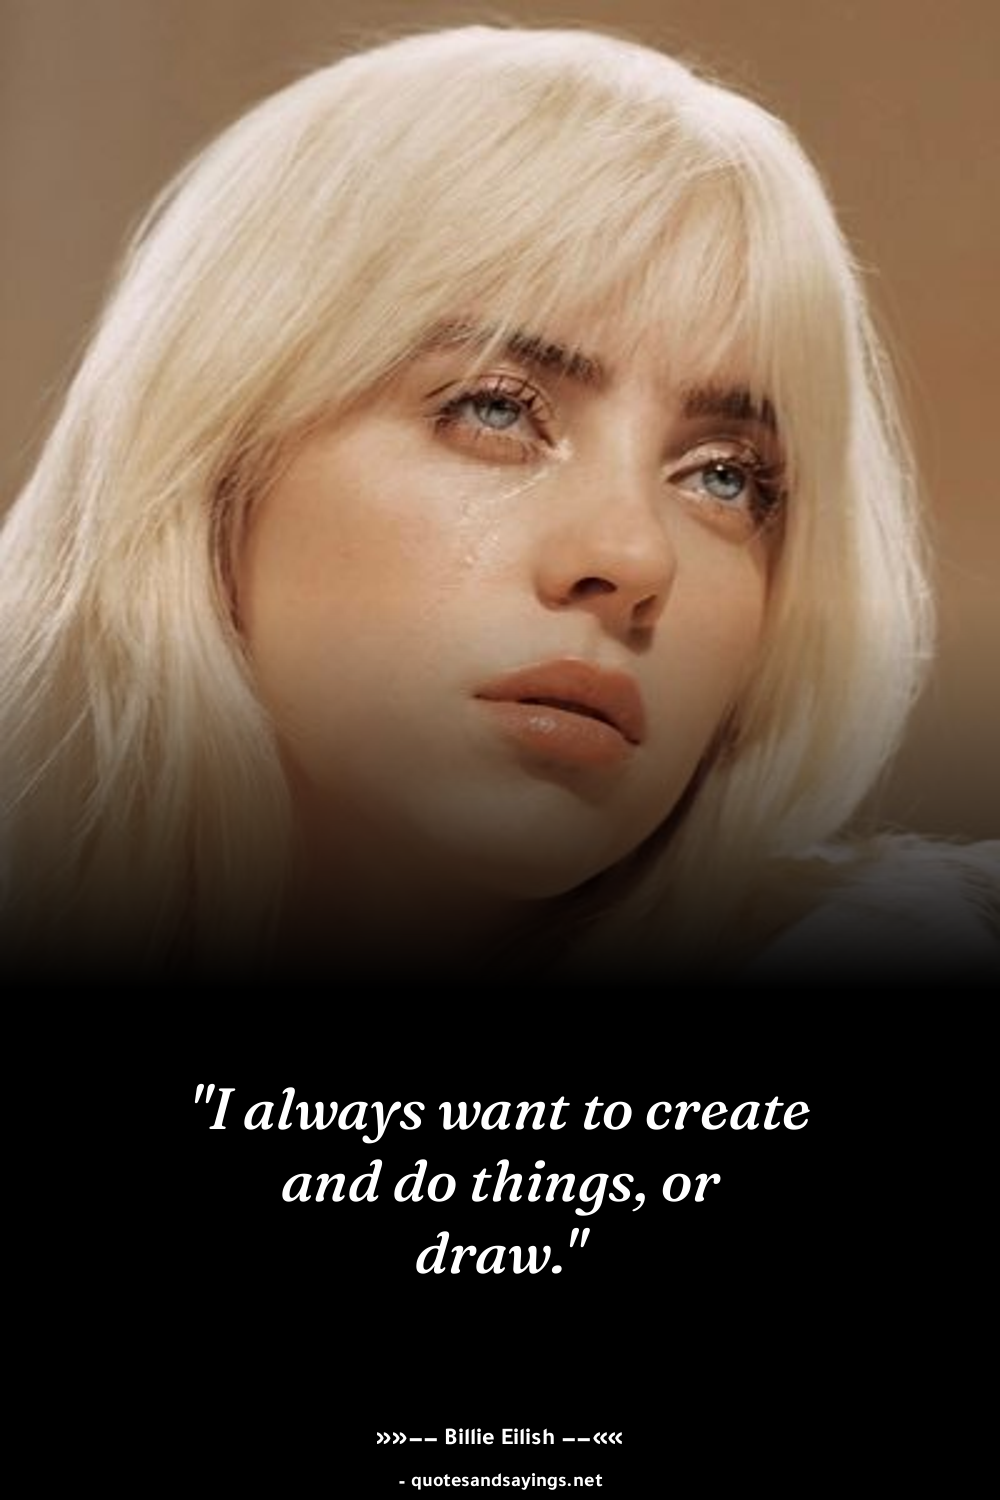 "I always want to create
and do things, or
draw."
»»–– Billie Eilish ––««
- quotesandsayings.net